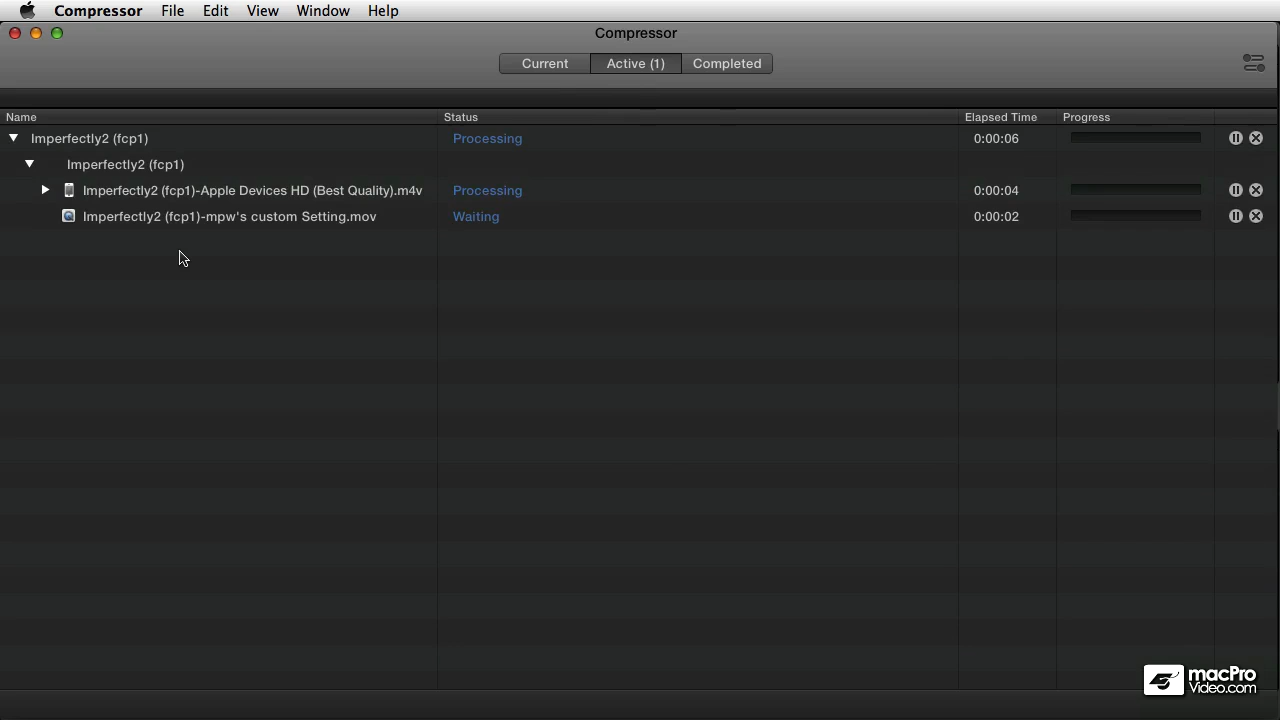 Compressor File Edit View Window Help
Compressor
Current Active (1) Completed
Name Status Elapsed Time Progress
Imperfectly2 (fcp1) Processing 0:00:06
Imperfectly2 (fcp1)
Imperfectly2 (fcp1)-Apple Devices HD (Best Quality).m4v Processing 0:00:04
Imperfectly2 (fcp1)-mpw's custom Setting.mov Waiting 0:00:02
macPro
Video.com